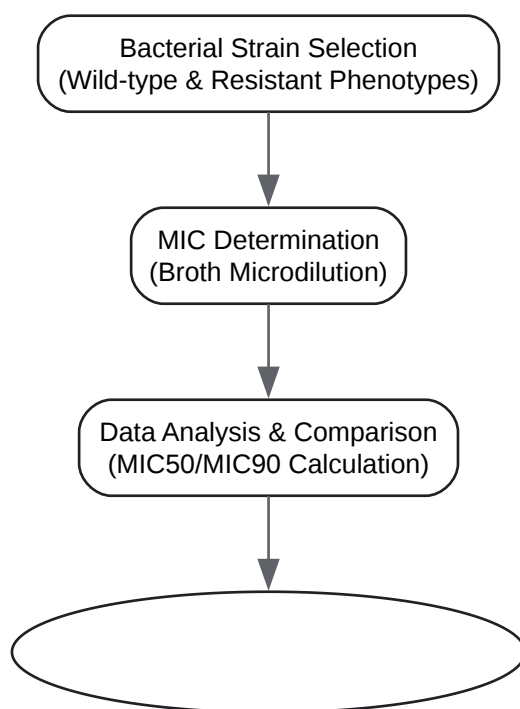 Bacterial Strain Selection
(Wild-type & Resistant Phenotypes)
MIC Determination
(Broth Microdilution)
Data Analysis & Comparison
(MIC50/MIC90 Calculation)